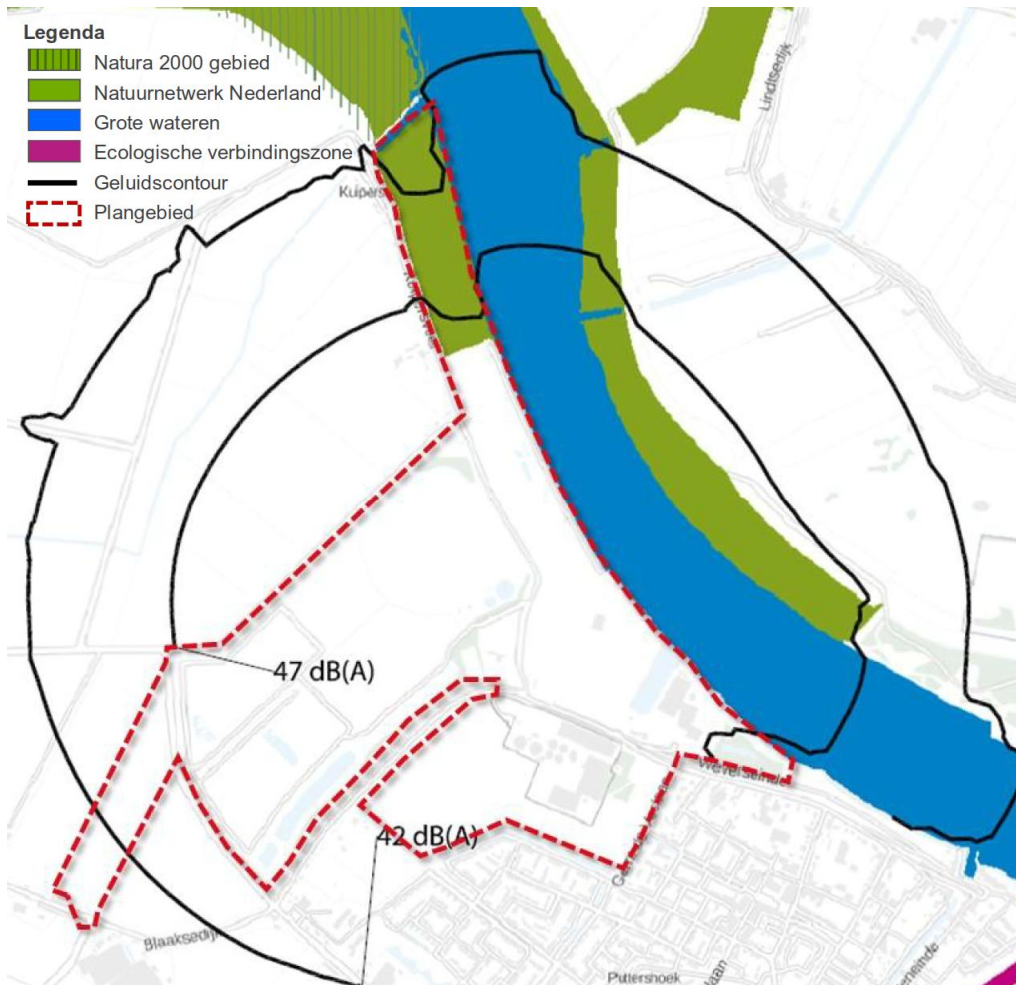 Legenda
Natura 2000 gebied
Natuurnetwerk Nederland
Grote wateren
Ecologische verbindingszone
Geluidscontour
Plangebied
Lindtsedijk
Kuipers
47 dB(A)
Weverseinde
42 dB(A)
Blaaksedijk
Puttershoek